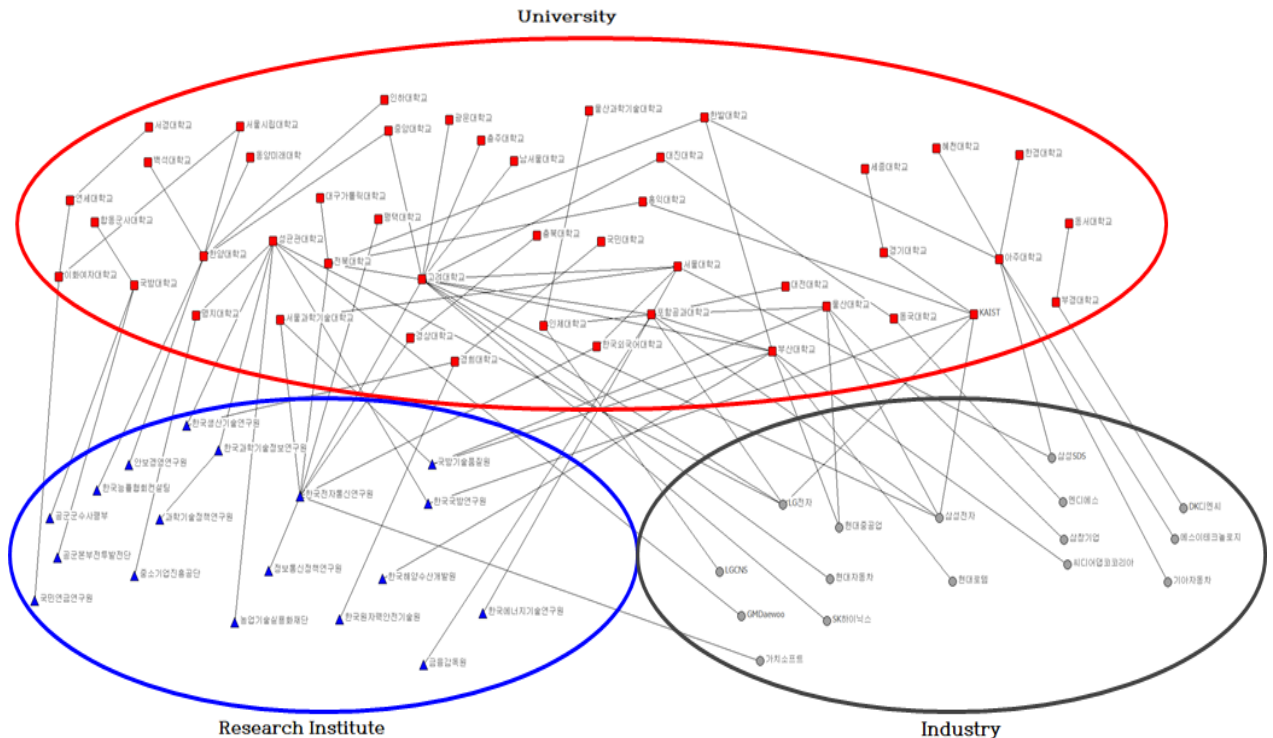 University
인하대학교
울산과학기술대학교
한밭대학교
광운대학교
서경대학교
서울시립대학교
중앙대학교
충주대학교
혜천대학교
한경대학교
백석대학교
동양미래대학
남서울대학교
대진대학교
세종대학교
연세대학교
대구가톨릭대학교
홍익대학교
합동군사대학교
평택대학교
동서대학교
성균관대학교
충북대학교
국민대학교
한양대학교
전북대학교
경기대학교
아주대학교
이화여자대학교
국방대학교
고려대학교
서울대학교
대전대학교
명지대학교
서울과학기술대학교
인제대학교
포항공과대학교
울산대학교
동국대학교
KAIST
부경대학교
경상대학교
한국외국어대학교
부산대학교
경희대학교
한국생산기술연구원
한국과학기술정보연구원
안보경영연구원
국방기술품질원
삼성SDS
한국능률협회컨설팅
한국전자통신연구원
한국국방연구원
LG전자
엔디에스
DK디앤시
공군군수사령부
과학기술정책연구원
현대중공업
삼성전자
삼창기업
에스이테크놀로지
공군본부전투발전단
중소기업진흥공단
정보통신정책연구원
한국해양수산개발원
LGCNS
현대자동차
현대로템
씨디어댑코코리아
기아자동차
국민연금연구원
농업기술실용화재단
한국원자력안전기술원
한국에너지기술연구원
GMDaewoo
SK하이닉스
금융감독원
가치소프트
Research Institute
Industry